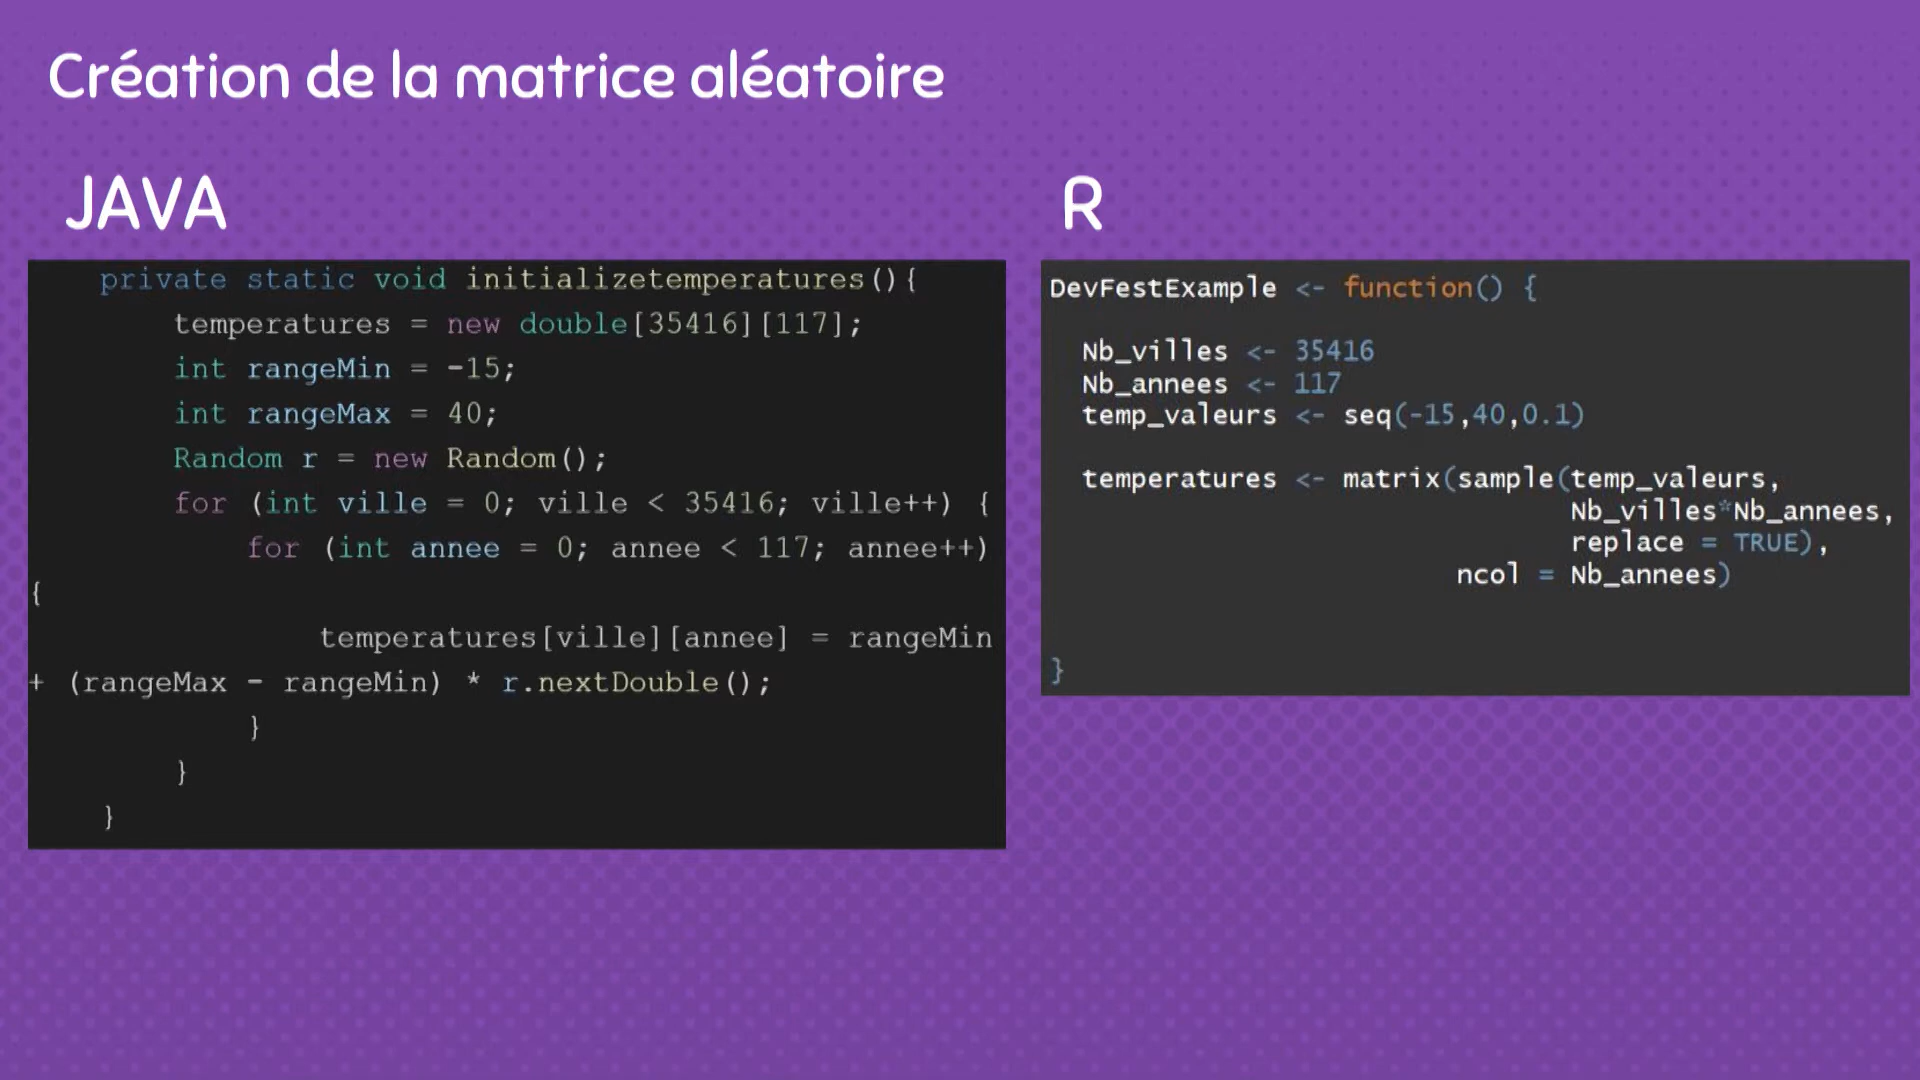 Création de la matrice aléatoire
JAVA
private static void initializetemperatures(){
temperatures = new double[35416][117];
int rangeMin = -15;
int rangeMax = 40;
Random r = new Random();
for (int ville = 0; ville < 35416; ville++) {
for (int annee = 0; annee < 117; annee++)
{
temperatures[ville][annee] = rangeMin
+ (rangeMax - rangeMin) * r.nextDouble();
}
}
}
R
DevFestExample <- function() {
Nb_villes <- 35416
Nb_annees <- 117
temp_valeurs <- seq(-15,40,0.1)
temperatures <- matrix(sample(temp_valeurs,
Nb_villes*Nb_annees,
replace = TRUE),
ncol = Nb_annees)
}